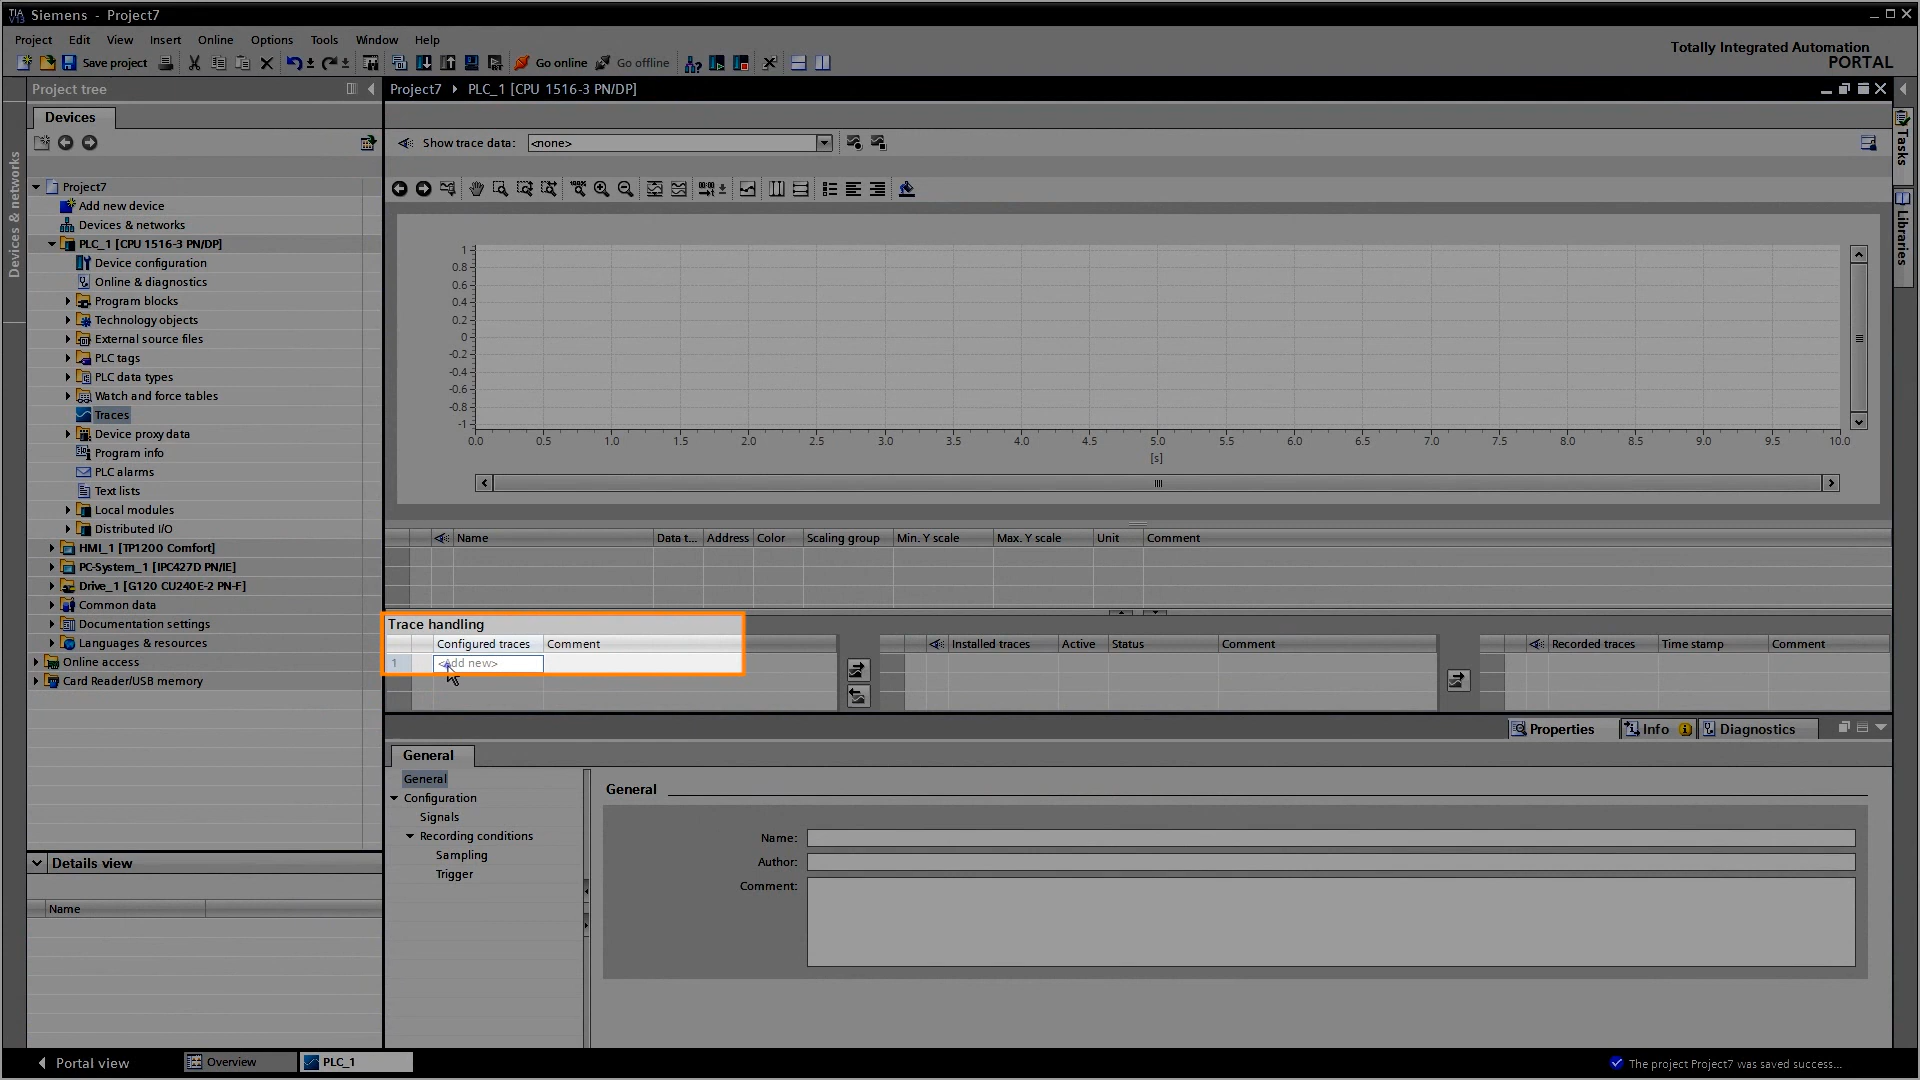 TIA V13 Siemens - Project7
Project Edit View Insert Online Options Tools Window Help
Totally Integrated Automation
PORTAL
Save project Go online Go offline
Project tree
Project7 PLC_1 [CPU 1516-3 PN/DP]
Devices
Show trace data: <none>
Devices & networks
Tasks
Libraries
Project7
Add new device
Devices & networks
PLC_1 [CPU 1516-3 PN/DP]
Device configuration
Online & diagnostics
Program blocks
Technology objects
External source files
PLC tags
PLC data types
Watch and force tables
Traces
Device proxy data
Program info
PLC alarms
Text lists
Local modules
Distributed I/O
HMI_1 [TP1200 Comfort]
PC-System_1 [IPC427D PN/IE]
Drive_1 [G120 CU240E-2 PN-F]
Common data
Documentation settings
Languages & resources
Online access
Card Reader/USB memory
1
0.8
0.6
0.4
0.2
0
-0.2
-0.4
-0.6
-0.8
-1
0.0 0.5 1.0 1.5 2.0 2.5 3.0 3.5 4.0 4.5 5.0 5.5 6.0 6.5 7.0 7.5 8.0 8.5 9.0 9.5 10.0
[s]
Name Data t... Address Color Scaling group Min. Y scale Max. Y scale Unit Comment
Trace handling
Configured traces Comment
1 <Add new>
Installed traces Active Status Comment
Recorded traces Time stamp Comment
Properties Info Diagnostics
General
General
Configuration
Signals
Recording conditions
Sampling
Trigger
General
Name:
Author:
Comment:
Details view
Name
Portal view Overview PLC_1
The project Project7 was saved success...